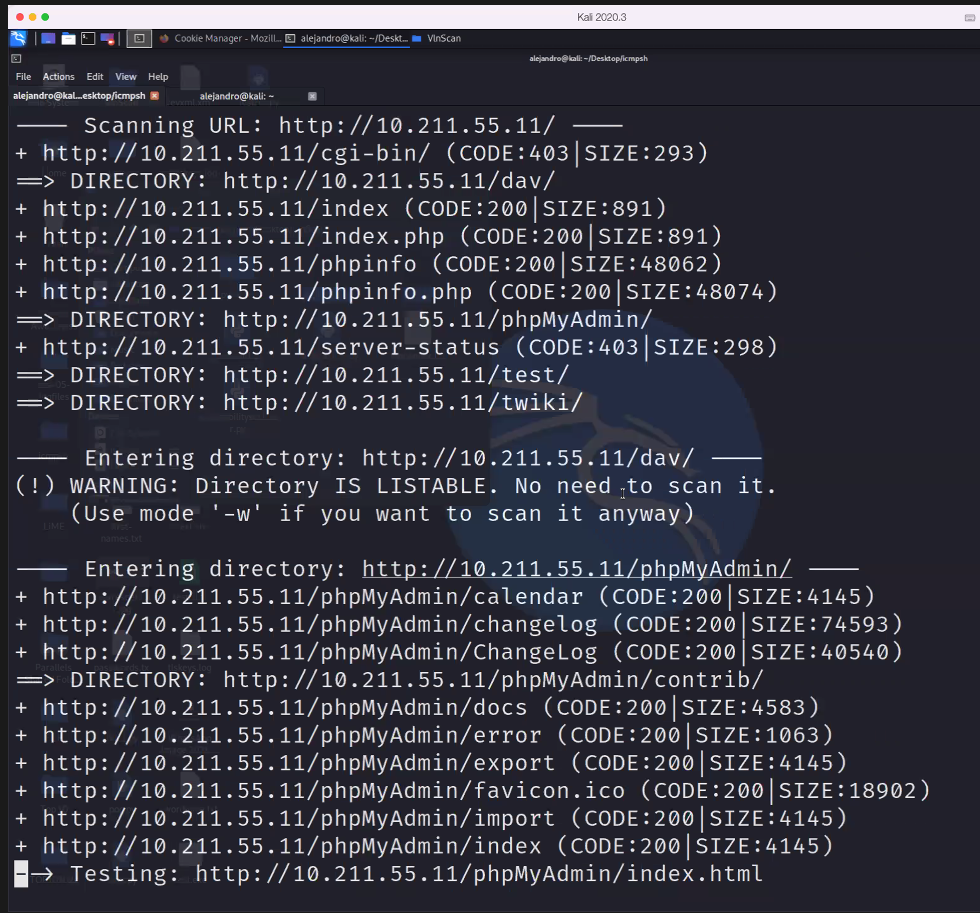 Kali 2020.3
Cookie Manager - Mozill...
alejandro@kali: ~/Deskt...
VlnScan
alejandro@kali: ~/Desktop/icmpsh
File Actions Edit View Help
alejandro@kal...esktop/icmpsh
alejandro@kali: ~
---- Scanning URL: http://10.211.55.11/ ----
+ http://10.211.55.11/cgi-bin/ (CODE:403|SIZE:293)
==> DIRECTORY: http://10.211.55.11/dav/
+ http://10.211.55.11/index (CODE:200|SIZE:891)
+ http://10.211.55.11/index.php (CODE:200|SIZE:891)
+ http://10.211.55.11/phpinfo (CODE:200|SIZE:48062)
+ http://10.211.55.11/phpinfo.php (CODE:200|SIZE:48074)
==> DIRECTORY: http://10.211.55.11/phpMyAdmin/
+ http://10.211.55.11/server-status (CODE:403|SIZE:298)
==> DIRECTORY: http://10.211.55.11/test/
==> DIRECTORY: http://10.211.55.11/twiki/
---- Entering directory: http://10.211.55.11/dav/ ----
(!) WARNING: Directory IS LISTABLE. No need to scan it.
(Use mode '-w' if you want to scan it anyway)
---- Entering directory: http://10.211.55.11/phpMyAdmin/ ----
+ http://10.211.55.11/phpMyAdmin/calendar (CODE:200|SIZE:4145)
+ http://10.211.55.11/phpMyAdmin/changelog (CODE:200|SIZE:74593)
+ http://10.211.55.11/phpMyAdmin/ChangeLog (CODE:200|SIZE:40540)
==> DIRECTORY: http://10.211.55.11/phpMyAdmin/contrib/
+ http://10.211.55.11/phpMyAdmin/docs (CODE:200|SIZE:4583)
+ http://10.211.55.11/phpMyAdmin/error (CODE:200|SIZE:1063)
+ http://10.211.55.11/phpMyAdmin/export (CODE:200|SIZE:4145)
+ http://10.211.55.11/phpMyAdmin/favicon.ico (CODE:200|SIZE:18902)
+ http://10.211.55.11/phpMyAdmin/import (CODE:200|SIZE:4145)
+ http://10.211.55.11/phpMyAdmin/index (CODE:200|SIZE:4145)
--> Testing: http://10.211.55.11/phpMyAdmin/index.html